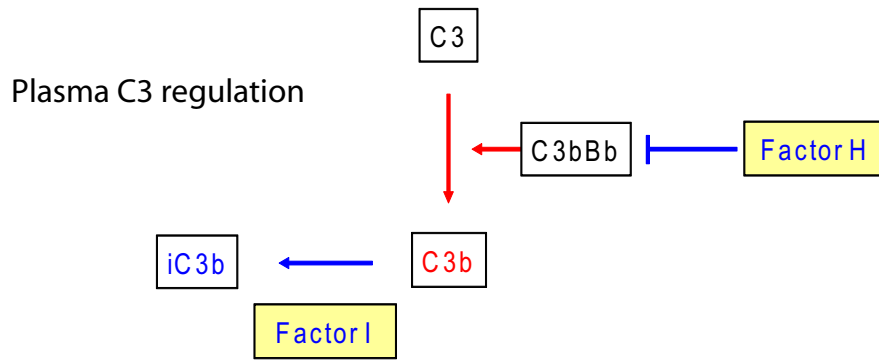 C3
Plasma C3 regulation
C3bBb
Factor H
iC3b
C3b
Factor I